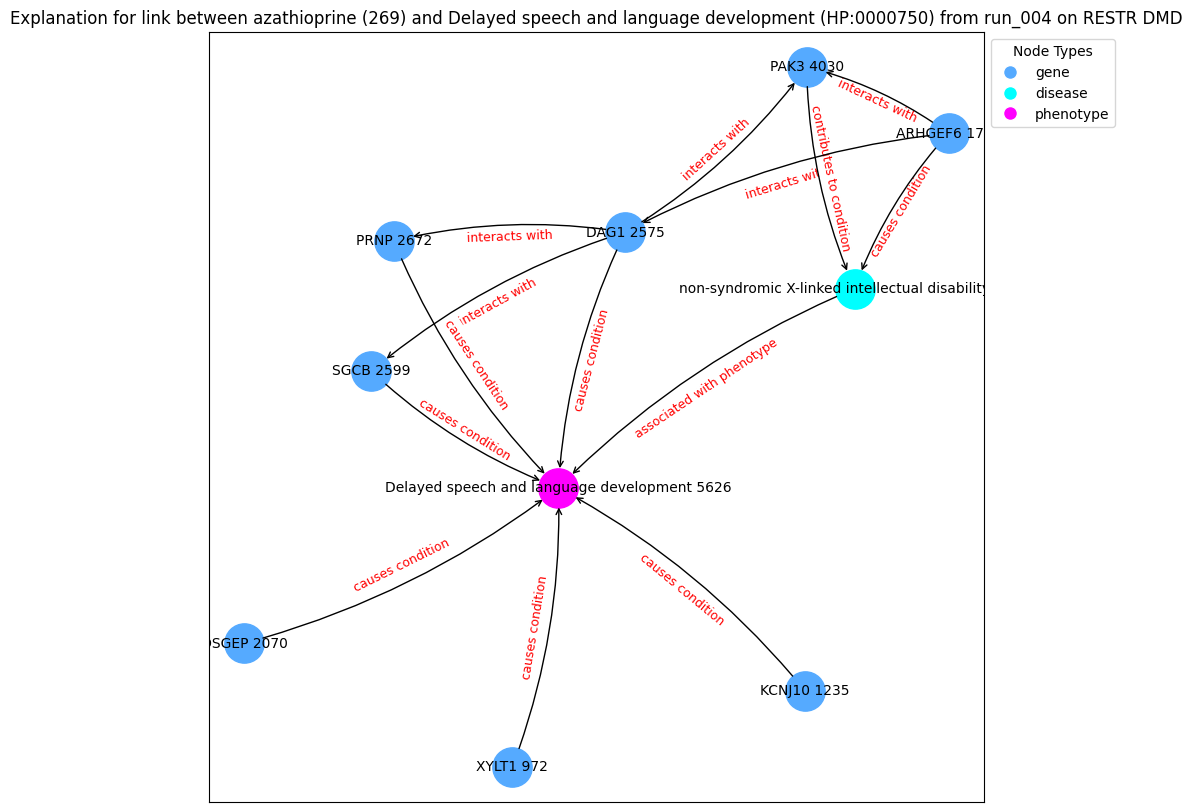 Explanation for link between azathioprine (269) and Delayed speech and language development (HP:0000750) from run_004 on RESTR DMD
Node Types
gene
disease
phenotype
PAK3 4030
interacts with
ARHGEF6 17
interacts with
contributes to condition
interacts wit
causes condition
PRNP 2672
interacts with
DAG1 2575
non-syndromic X-linked intellectual disability
interacts with
causes condition
causes condition
SGCB 2599
associated with phenotype
causes condition
Delayed speech and language development 5626
causes condition
causes condition
causes condition
SGEP 2070
KCNJ10 1235
XYLT1 972